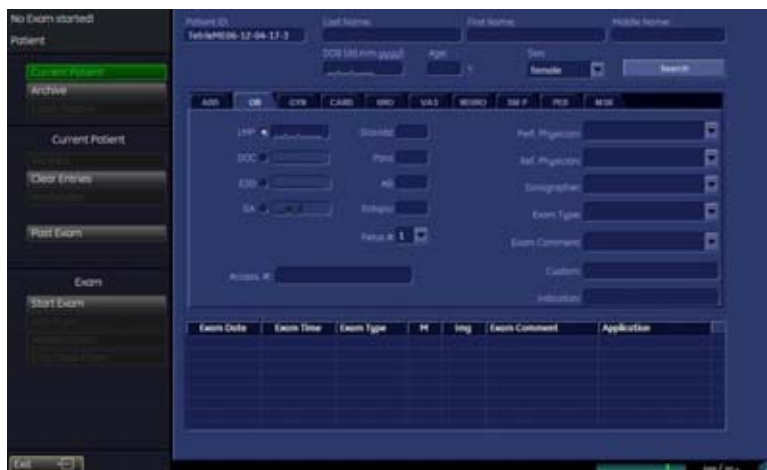 No Exam started!
Patient
Current Patient
Archive
Current Patient
Clear Entries
Past Exam
Exam
Start Exam
Exit
Patient ID:
Last Name:
First Name:
Middle Name:
DOB
Age:
Y
Sex:
female
Search
ABD OB GYN CARD URO VAS NEURO SM P PED MSK
LMP
Gravida:
Perf. Physician:
DOC
Para:
Ref. Physician:
EDD
AB:
Sonographer:
GA
Ectopic:
Exam Type:
Fetus #: 1
Exam Comment:
Access. #:
Custom:
Indication:
Exam Date Exam Time Exam Type M Img Exam Comment Application